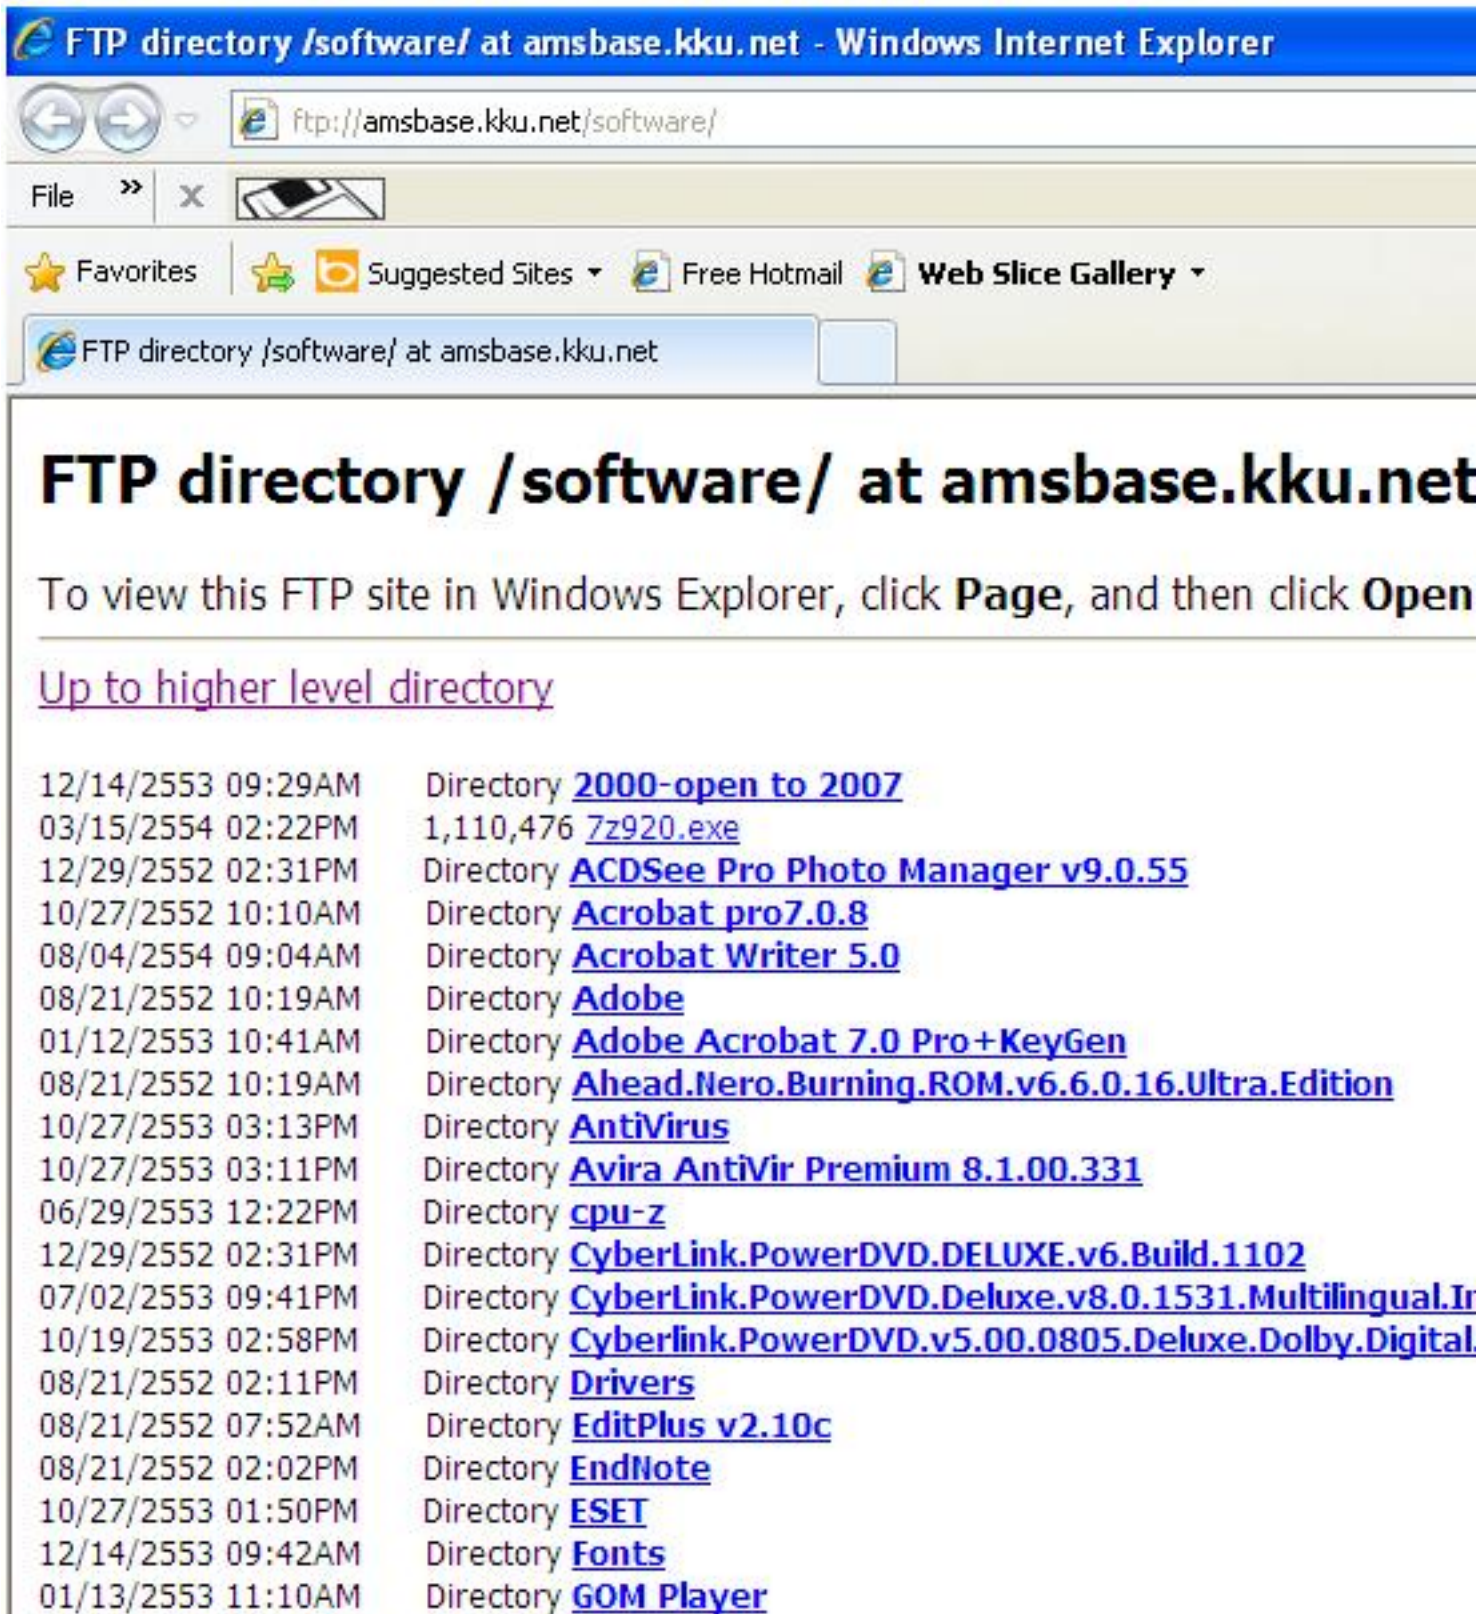 FTP directory /software/ at amsbase.kku.net - Windows Internet Explorer
ftp://amsbase.kku.net/software/
File » x
Favorites Suggested Sites Free Hotmail Web Slice Gallery
FTP directory /software/ at amsbase.kku.net
FTP directory /software/ at amsbase.kku.net
To view this FTP site in Windows Explorer, click Page, and then click Open
Up to higher level directory
12/14/2553 09:29AM Directory 2000-open to 2007
03/15/2554 02:22PM 1,110,476 7z920.exe
12/29/2552 02:31PM Directory ACDSee Pro Photo Manager v9.0.55
10/27/2552 10:10AM Directory Acrobat pro7.0.8
08/04/2554 09:04AM Directory Acrobat Writer 5.0
08/21/2552 10:19AM Directory Adobe
01/12/2553 10:41AM Directory Adobe Acrobat 7.0 Pro+KeyGen
08/21/2552 10:19AM Directory Ahead.Nero.Burning.ROM.v6.6.0.16.Ultra.Edition
10/27/2553 03:13PM Directory AntiVirus
10/27/2553 03:11PM Directory Avira AntiVir Premium 8.1.00.331
06/29/2553 12:22PM Directory cpu-z
12/29/2552 02:31PM Directory CyberLink.PowerDVD.DELUXE.v6.Build.1102
07/02/2553 09:41PM Directory CyberLink.PowerDVD.Deluxe.v8.0.1531.Multilingual.In
10/19/2553 02:58PM Directory Cyberlink.PowerDVD.v5.00.0805.Deluxe.Dolby.Digital.
08/21/2552 02:11PM Directory Drivers
08/21/2552 07:52AM Directory EditPlus v2.10c
08/21/2552 02:02PM Directory EndNote
10/27/2553 01:50PM Directory ESET
12/14/2553 09:42AM Directory Fonts
01/13/2553 11:10AM Directory GOM Player